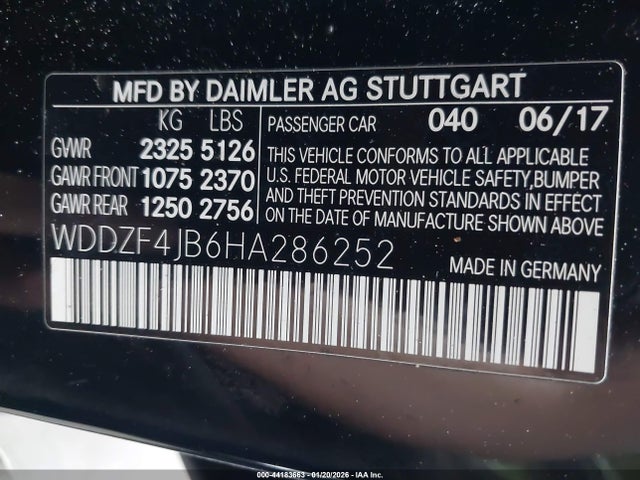 MFD BY DAIMLER AG STUTTGART
KG LBS
GVWR 2325 5126
GAWR FRONT 1075 2370
GAWR REAR 1250 2756
PASSENGER CAR 040 06/17
THIS VEHICLE CONFORMS TO ALL APPLICABLE
U.S. FEDERAL MOTOR VEHICLE SAFETY,BUMPER
AND THEFT PREVENTION STANDARDS IN EFFECT
ON THE DATE OF MANUFACTURE SHOWN ABOVE.
WDDZF4JB6HA286252
MADE IN GERMANY
000-44183663 - 01/20/2026 - IAA Inc.